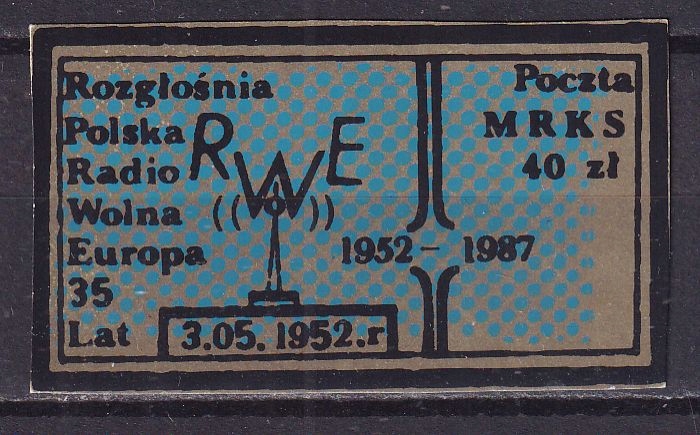 Rozgłośnia
Polska
Radio
Wolna
Europa
35
Lat
RWE
((   ))
1952 - 1987
3.05.1952.r
Poczta
MRKS
40 zł